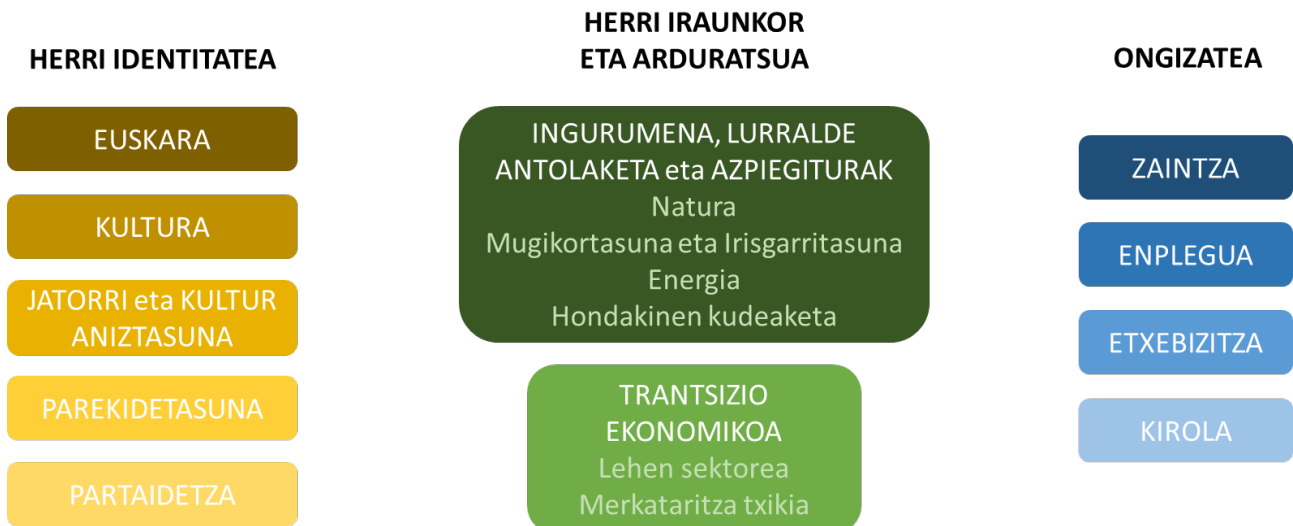 HERRI IDENTITATEA
EUSKARA
KULTURA
JATORRI eta KULTUR
ANIZTASUNA
PAREKIDETASUNA
PARTAIDETZA
HERRI IRAUNKOR
ETA ARDURATSUA
INGURUMENA, LURRALDE
ANTOLAKETA eta AZPIEGITURAK
Natura
Mugikortasuna eta Irisgarritasuna
Energia
Hondakinen kudeaketa
TRANTSIZIO
EKONOMIKOA
Lehen sektorea
Merkataritza txikia
ONGIZATEA
ZAINTZA
ENPLEGUA
ETXEBIZITZA
KIROLA